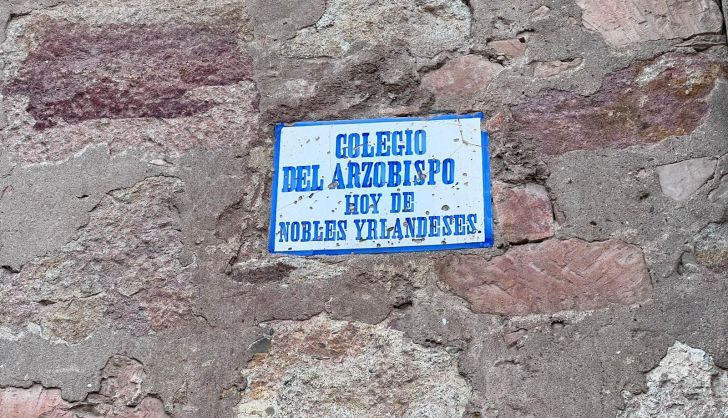 COLEGIO
DEL ARZOBISPO
HOY DE
NOBLES YRLANDESES.